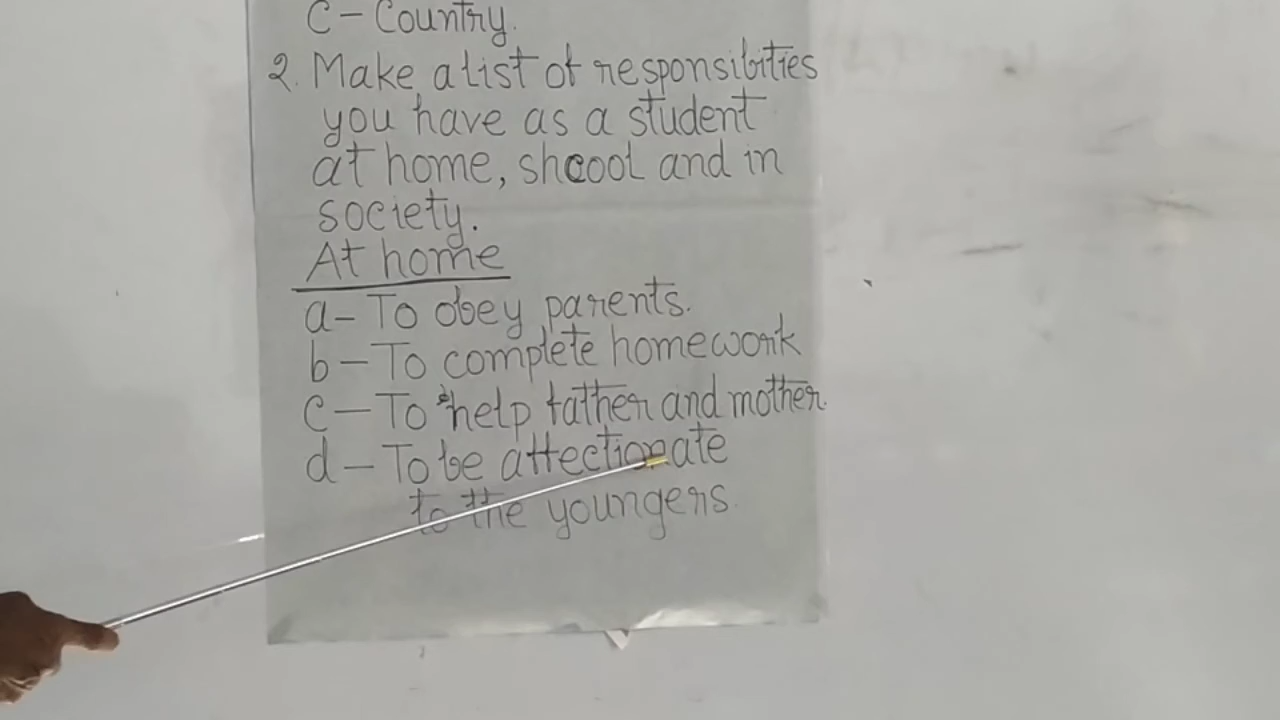 C - Country.
2. Make a list of responsibities
you have as a student
at home, shcool and in
society.
At home
a - To obey parents.
b - To complete homework
c - To help father and mother.
d - To be affectionate
to the youngers.